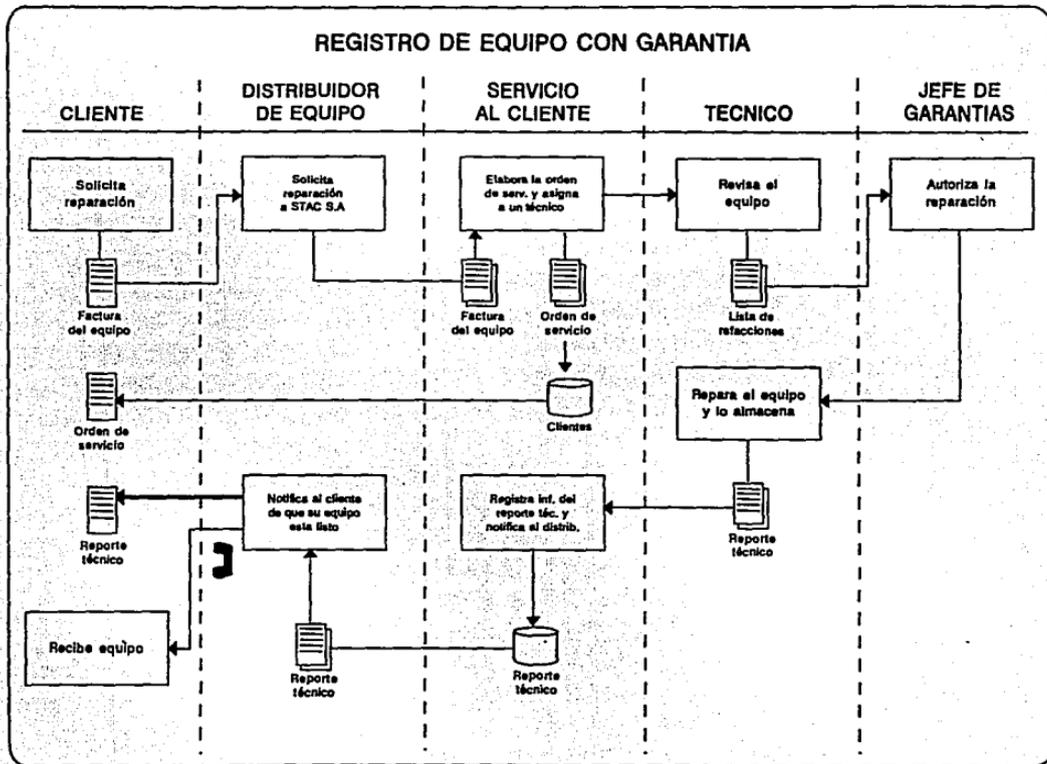 REGISTRO DE EQUIPO CON GARANTIA
CLIENTE
DISTRIBUIDOR
DE EQUIPO
SERVICIO
AL CLIENTE
TECNICO
JEFE DE
GARANTIAS
Solicita
reparación
Solicita
reparación
a STAC S.A
Elabora la orden
de serv. y asigna
a un técnico
Revisa el
equipo
Autoriza la
reparación
Factura
del equipo
Factura
del equipo
Orden de
servicio
Lista de
refacciones
Orden de
servicio
Clientes
Repara el equipo
y lo almacena
Reporte
técnico
Notifica al cliente
de que su equipo
esta listo
Registra inf. del
reporte téc. y
notifica al distrib.
Reporte
técnico
Recibe equipo
Reporte
técnico
Reporte
técnico